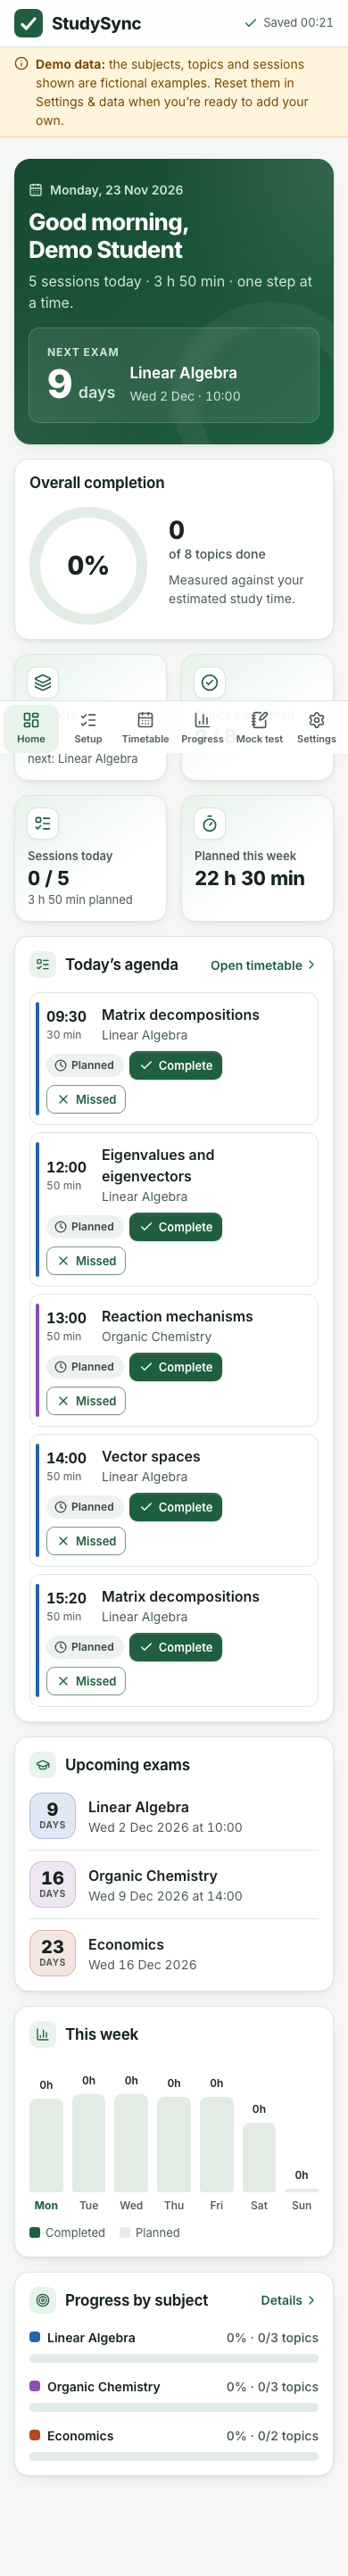 StudySync
Saved 00:21
Demo data: the subjects, topics and sessions
shown are fictional examples. Reset them in
Settings & data when you’re ready to add your
own.
Monday, 23 Nov 2026
Good morning,
Demo Student
5 sessions today · 3 h 50 min · one step at
a time.
NEXT EXAM
9 days
Linear Algebra
Wed 2 Dec · 10:00
Overall completion
0%
0
of 8 topics done
Measured against your
estimated study time.
Home
Setup
Timetable
Progress
Mock test
Settings
next: Linear Algebra
Sessions today
0 / 5
3 h 50 min planned
Planned this week
22 h 30 min
Today’s agenda
Open timetable
09:30
30 min
Matrix decompositions
Linear Algebra
Planned
Complete
Missed
12:00
50 min
Eigenvalues and
eigenvectors
Linear Algebra
Planned
Complete
Missed
13:00
50 min
Reaction mechanisms
Organic Chemistry
Planned
Complete
Missed
14:00
50 min
Vector spaces
Linear Algebra
Planned
Complete
Missed
15:20
50 min
Matrix decompositions
Linear Algebra
Planned
Complete
Missed
Upcoming exams
9
DAYS
Linear Algebra
Wed 2 Dec 2026 at 10:00
16
DAYS
Organic Chemistry
Wed 9 Dec 2026 at 14:00
23
DAYS
Economics
Wed 16 Dec 2026
This week
0h 0h 0h 0h 0h 0h 0h
Mon Tue Wed Thu Fri Sat Sun
Completed Planned
Progress by subject
Details
Linear Algebra
0% · 0/3 topics
Organic Chemistry
0% · 0/3 topics
Economics
0% · 0/2 topics